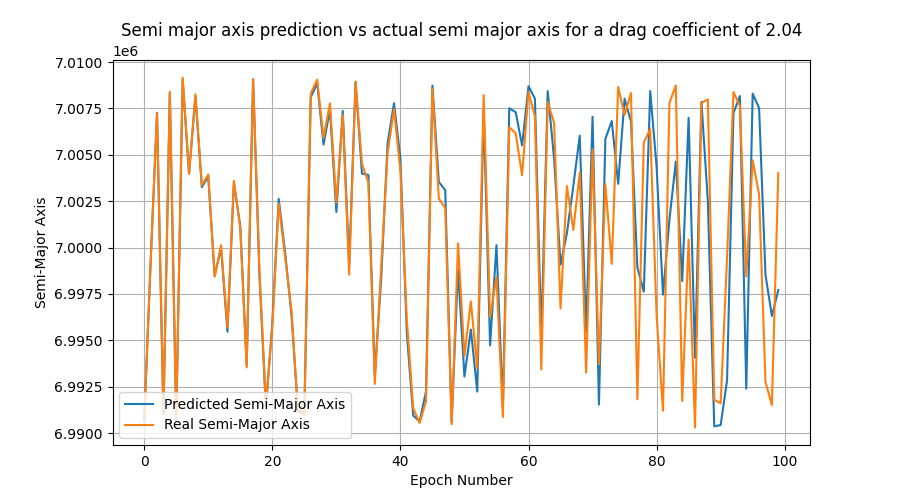 Semi major axis prediction vs actual semi major axis for a drag coefficient of 2.04
1e6
7.0100
7.0075
7.0050
7.0025
7.0000
6.9975
6.9950
6.9925
6.9900
Semi-Major Axis
Predicted Semi-Major Axis
Real Semi-Major Axis
0
20
40
60
80
100
Epoch Number